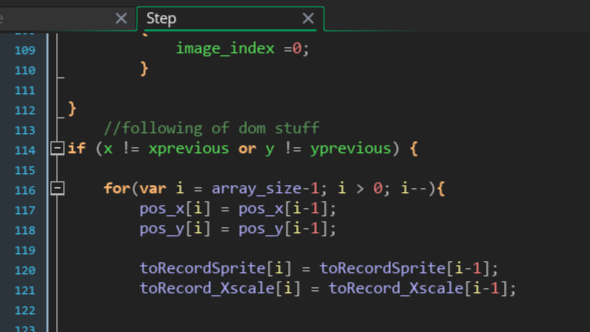 Step
{
109 image_index =0;
110 }
111
112 }
113 //following of dom stuff
114 if (x != xprevious or y != yprevious) {
115
116 for(var i = array_size-1; i > 0; i--){
117 pos_x[i] = pos_x[i-1];
118 pos_y[i] = pos_y[i-1];
119
120 toRecordSprite[i] = toRecordSprite[i-1];
121 toRecord_Xscale[i] = toRecord_Xscale[i-1];
122
123